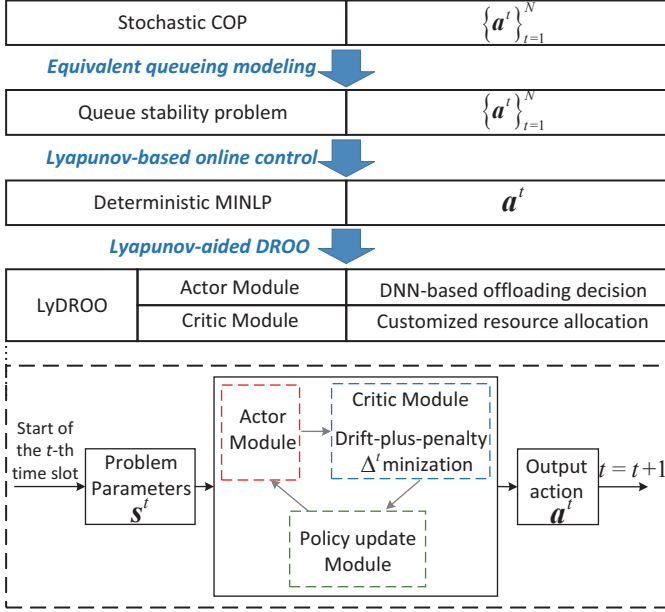 Stochastic COP {a^t}_{t=1}^N
Equivalent queueing modeling
Queue stability problem {a^t}_{t=1}^N
Lyapunov-based online control
Deterministic MINLP a^t
Lyapunov-aided DROO
LyDROO
Actor Module DNN-based offloading decision
Critic Module Customized resource allocation
Start of
the t-th
time slot
Problem
Parameters
s^t
Actor
Module
Critic Module
Drift-plus-penalty
Δ^t minization
Policy update
Module
Output
action
a^t
t = t+1